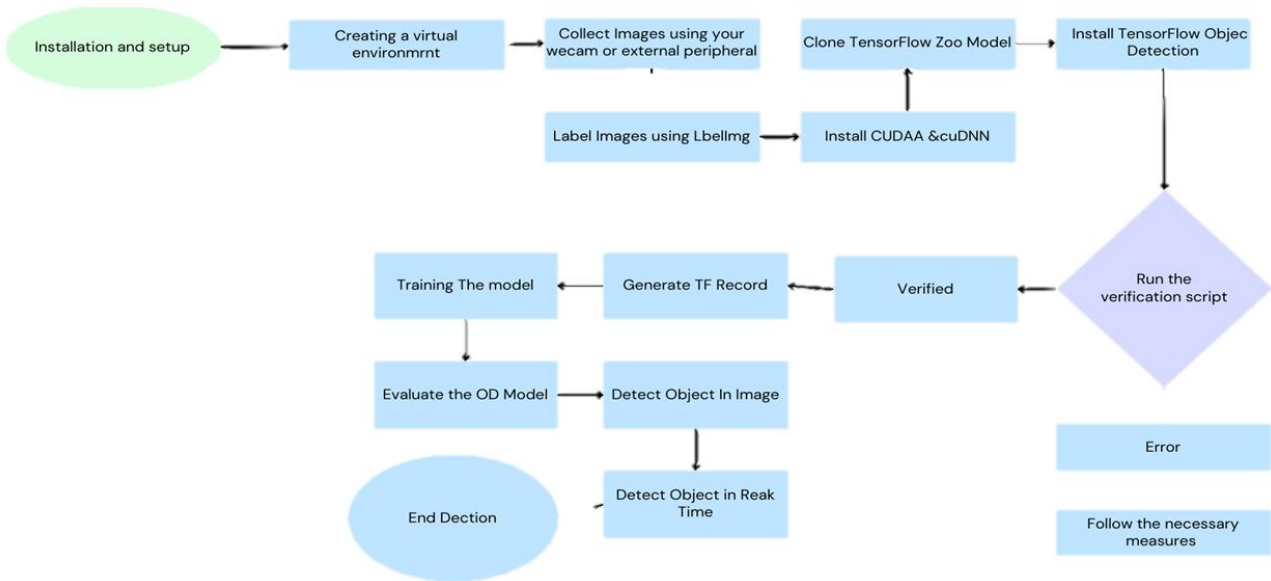 Installation and setup
Creating a virtual
environmrnt
Collect Images using your
wecam or external peripheral
Clone TensorFlow Zoo Model
Install TensorFlow Objec
Detection
Label Images using LbelImg
Install CUDAA &cuDNN
Run the
verification script
Verified
Generate TF Record
Training The model
Evaluate the OD Model
Detect Object In Image
Error
Detect Object in Reak
Time
End Dection
Follow the necessary
measures